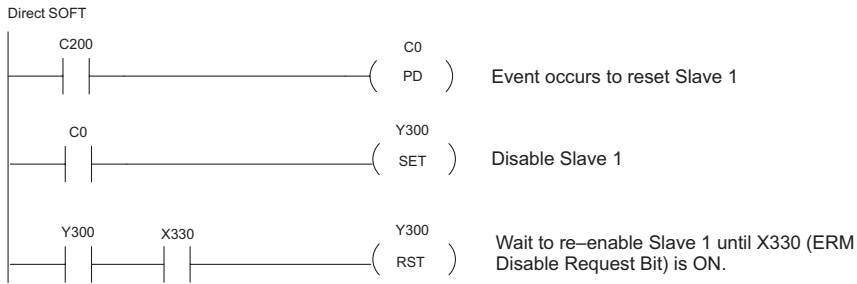 Direct SOFT
C200
C0
PD
Event occurs to reset Slave 1
C0
Y300
SET
Disable Slave 1
Y300
X330
Y300
RST
Wait to re–enable Slave 1 until X330 (ERM
Disable Request Bit) is ON.